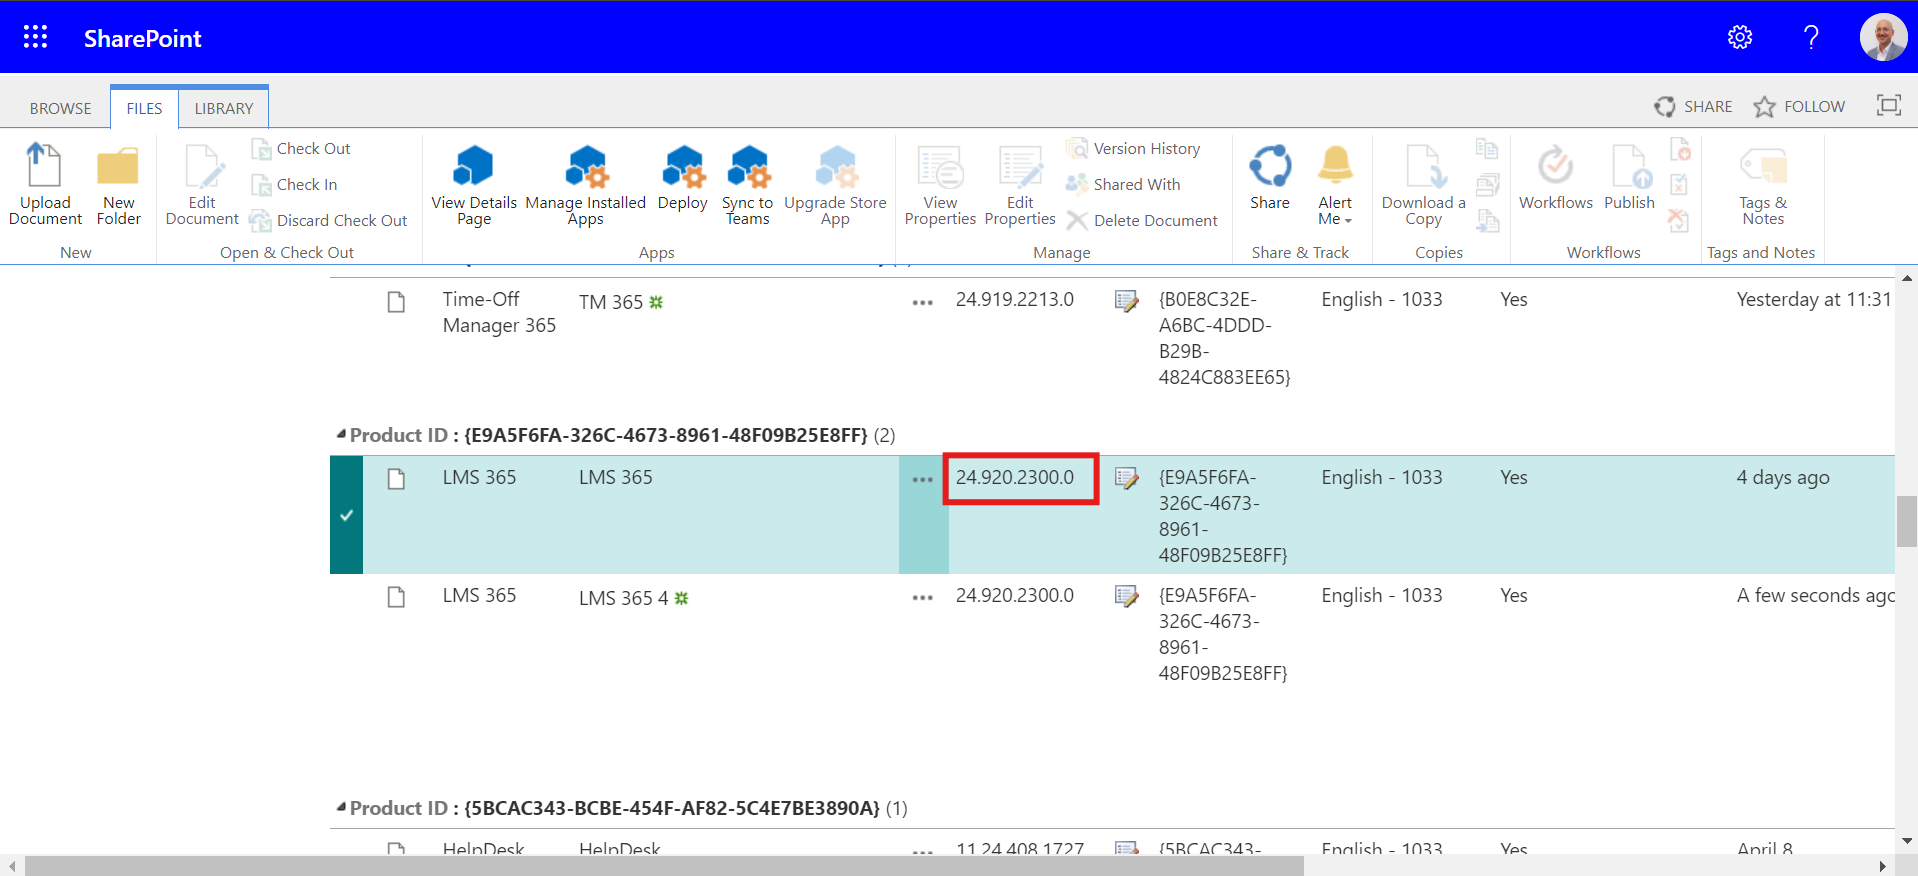 SharePoint
BROWSE
FILES
LIBRARY
SHARE
FOLLOW
Upload Document
New Folder
New
Edit Document
Check Out
Check In
Discard Check Out
Open & Check Out
View Details Page
Manage Installed Apps
Deploy
Sync to Teams
Upgrade Store App
Apps
View Properties
Edit Properties
Version History
Shared With
Delete Document
Manage
Share
Alert Me
Share & Track
Download a Copy
Copies
Workflows
Publish
Workflows
Tags & Notes
Tags and Notes
Time-Off Manager 365
TM 365
24.919.2213.0
{B0E8C32E-
A6BC-4DDD-
B29B-
4824C883EE65}
English - 1033
Yes
Yesterday at 11:31
Product ID : {E9A5F6FA-326C-4673-8961-48F09B25E8FF} (2)
LMS 365
LMS 365
24.920.2300.0
{E9A5F6FA-
326C-4673-
8961-
48F09B25E8FF}
English - 1033
Yes
4 days ago
LMS 365
LMS 365 4
24.920.2300.0
{E9A5F6FA-
326C-4673-
8961-
48F09B25E8FF}
English - 1033
Yes
A few seconds ago
Product ID : {5BCAC343-BCBE-454F-AF82-5C4E7BE3890A} (1)
HelpDesk
HelpDesk
11.24.408.1727
{5BCAC343-
English - 1033
Yes
April 8